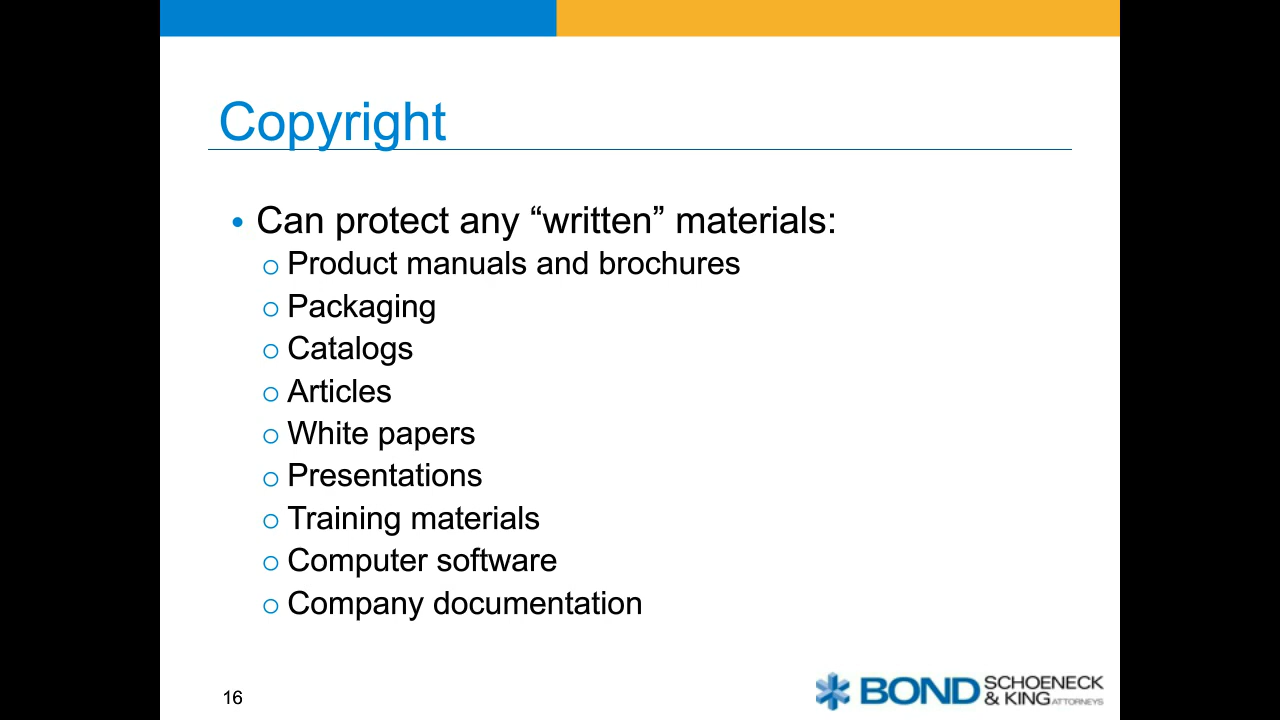 Copyright
• Can protect any “written” materials:
○ Product manuals and brochures
○ Packaging
○ Catalogs
○ Articles
○ White papers
○ Presentations
○ Training materials
○ Computer software
○ Company documentation
16
BOND SCHOENECK
& KING ATTORNEYS